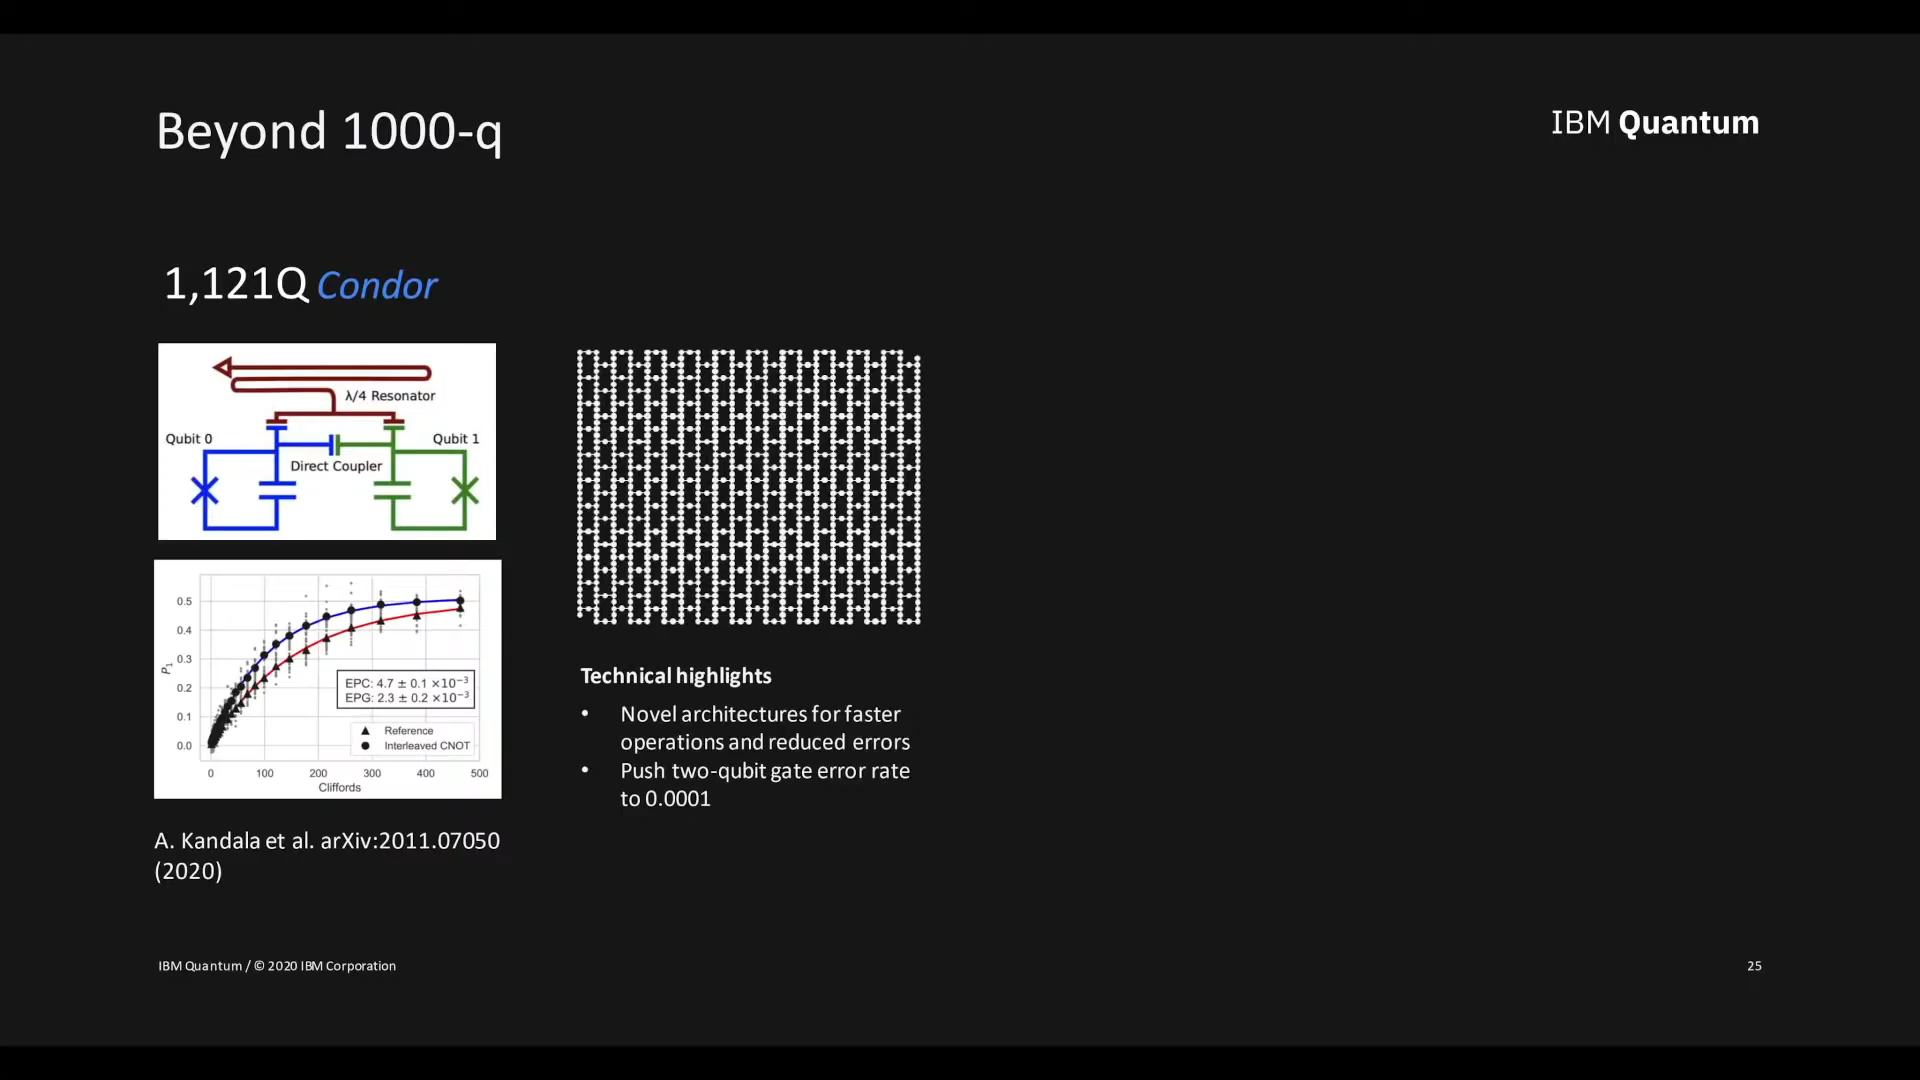 Beyond 1000-q
IBM Quantum
1,121Q Condor
λ/4 Resonator
Qubit 0
Qubit 1
Direct Coupler
0.5
0.4
0.3
0.2
0.1
0.0
P₁
EPC: 4.7 ± 0.1 ×10⁻³
EPG: 2.3 ± 0.2 ×10⁻³
Reference
Interleaved CNOT
0 100 200 300 400 500
Cliffords
A. Kandala et al. arXiv:2011.07050
(2020)
Technical highlights
• Novel architectures for faster
operations and reduced errors
• Push two-qubit gate error rate
to 0.0001
IBM Quantum / © 2020 IBM Corporation
25